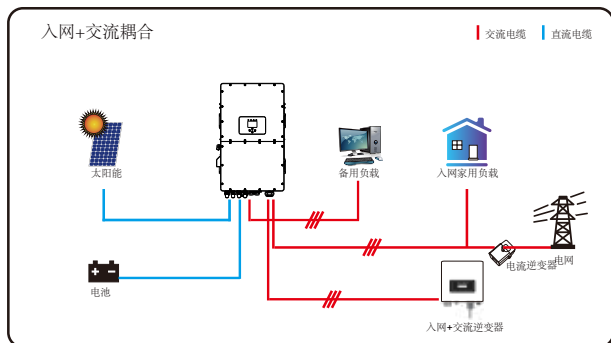 入网+交流耦合
交流电缆
直流电缆
太阳能
备用负载
入网家用负载
电流逆变器
电网
电池
入网+交流逆变器